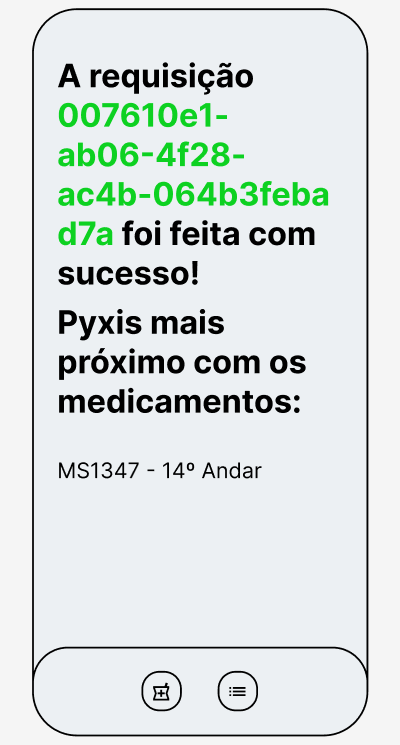 A requisição
007610e1-
ab06-4f28-
ac4b-064b3feba
d7a foi feita com
sucesso!
Pyxis mais
próximo com os
medicamentos:
MS1347 - 14º Andar